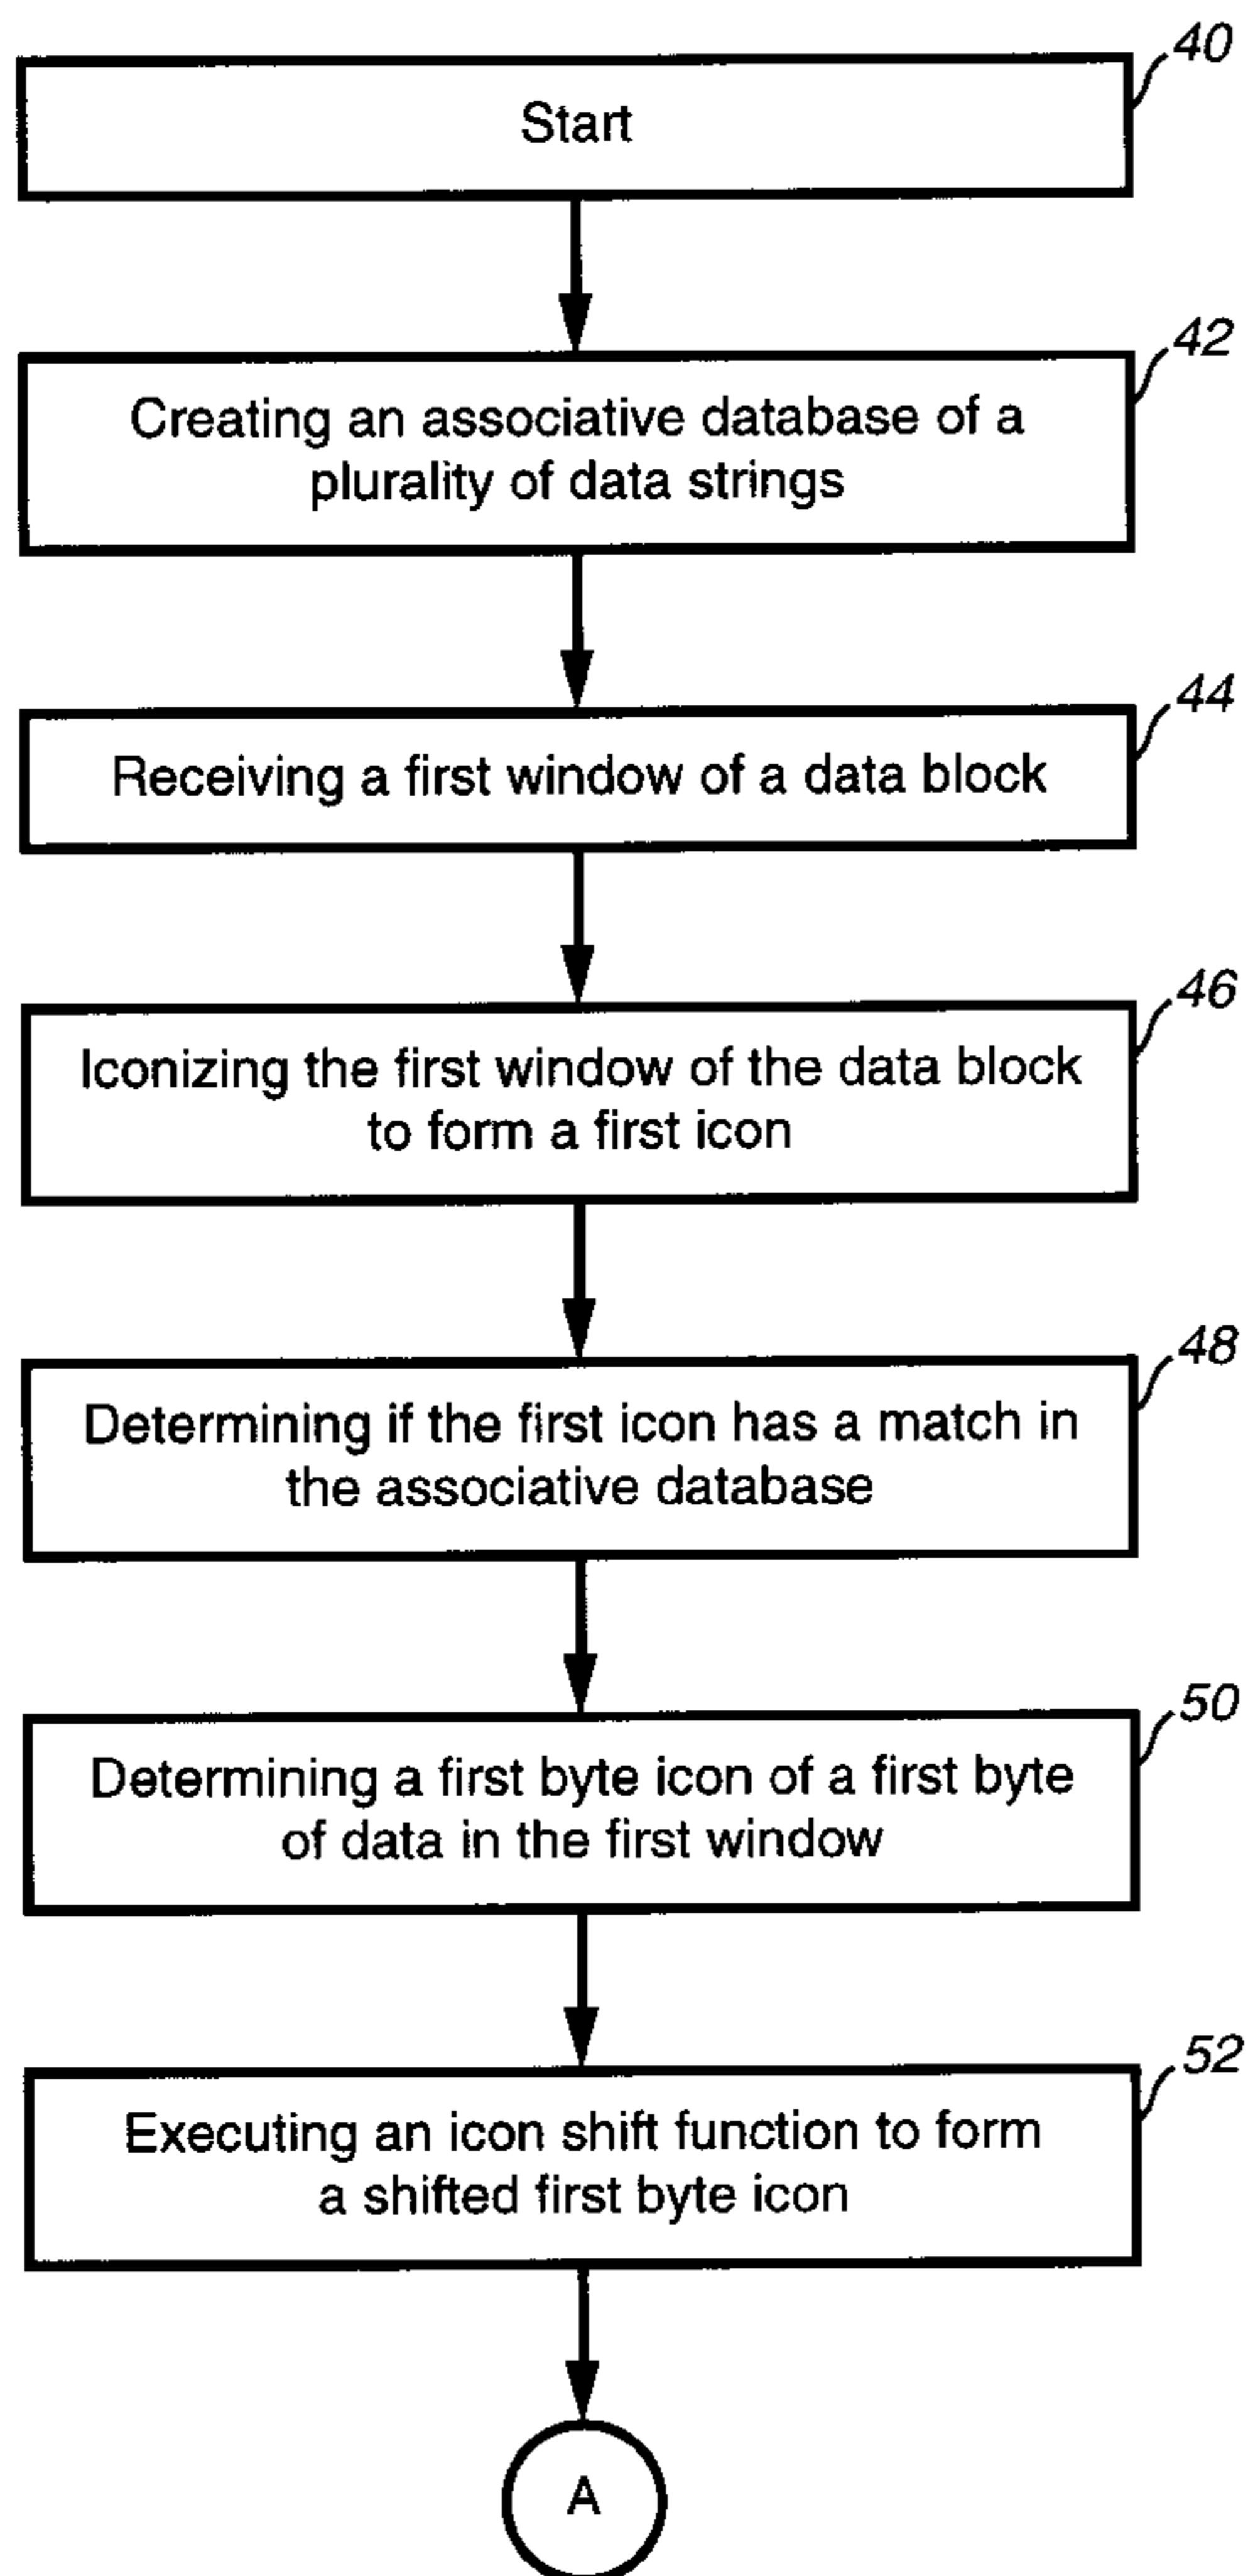 40
Start
42
Creating an associative database of a
plurality of data strings
44
Receiving a first window of a data block
46
Iconizing the first window of the data block
to form a first icon
48
Determining if the first icon has a match in
the associative database
50
Determining a first byte icon of a first byte
of data in the first window
52
Executing an icon shift function to form
a shifted first byte icon
A